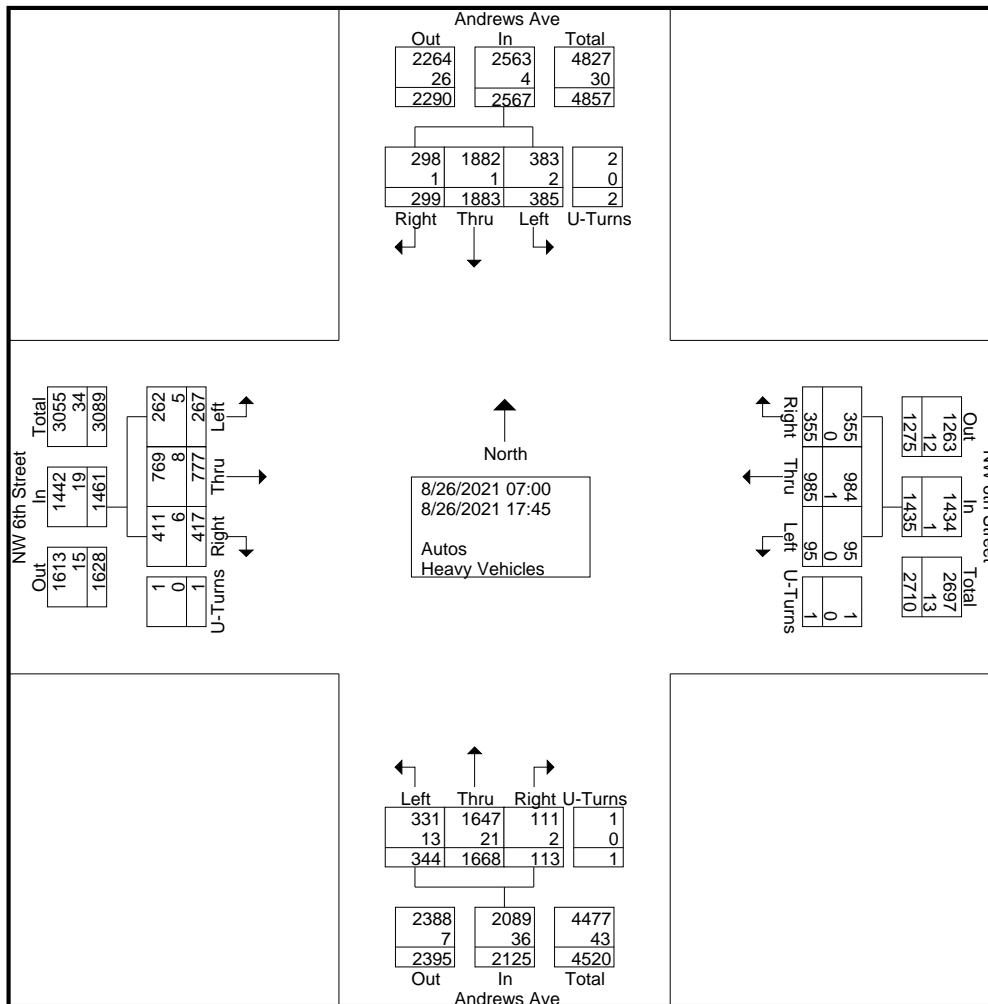 Andrews Ave
Out In Total
2264 2563 4827
26 4 30
2290 2567 4857
298 1882 383 2
1 1 2 0
299 1883 385 2
Right Thru Left U-Turns
NW 6th Street
Total In Out
3055 1442 1613
34 19 15
3089 1461 1628
262 769 411 1
5 8 6 0
267 777 417 1
Left Thru Right U-Turns
North
8/26/2021 07:00
8/26/2021 17:45
Autos
Heavy Vehicles
Right Thru Left U-Turns
355 984 95 1
0 1 0 0
355 985 95 1
Out In Total
1263 1434 2697
12 1 13
1275 1435 2710
NW 6th Street
Left Thru Right U-Turns
331 1647 111 1
13 21 2 0
344 1668 113 1
2388 2089 4477
7 36 43
2395 2125 4520
Out In Total
Andrews Ave